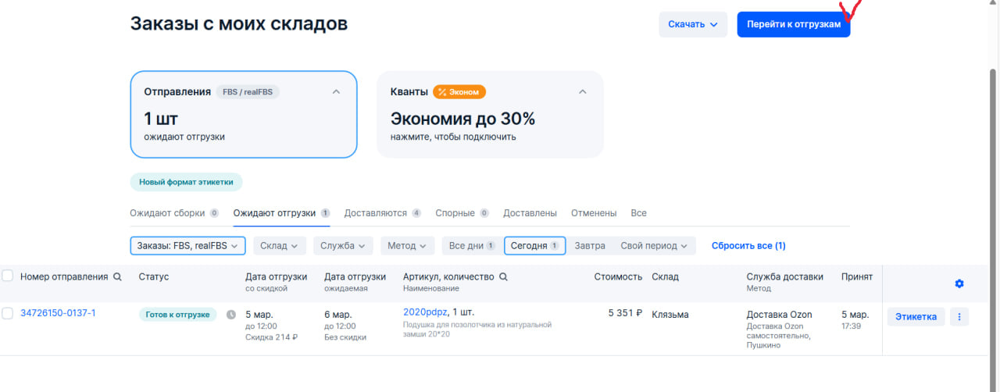 Заказы с моих складов
Скачать
Перейти к отгрузкам
Отправления FBS / realFBS
1 шт
ожидают отгрузки
Кванты Эконом
Экономия до 30%
нажмите, чтобы подключить
Новый формат этикетки
Ожидают сборки 0 Ожидают отгрузки 1 Доставляются 4 Спорные 0 Доставлены Отменены Все
Заказы: FBS, realFBS Склад Служба Метод Все дни 1 Сегодня 1 Завтра Свой период Сбросить все (1)
Номер отправления Статус Дата отгрузки Дата отгрузки Артикул, количество Стоимость Склад Служба доставки Принят
со скидкой ожидаемая Наименование Метод
34726150-0137-1 Готов к отгрузке 5 мар. 6 мар. 2020pdpz, 1 шт. 5 351 ₽ Клязьма Доставка Ozon 5 мар. Этикетка
до 12:00 до 12:00 Подушка для позолотчика из натуральной Доставка Ozon 17:39
Скидка 214 ₽ Без скидки замши 20*20 самостоятельно,
Пушкино